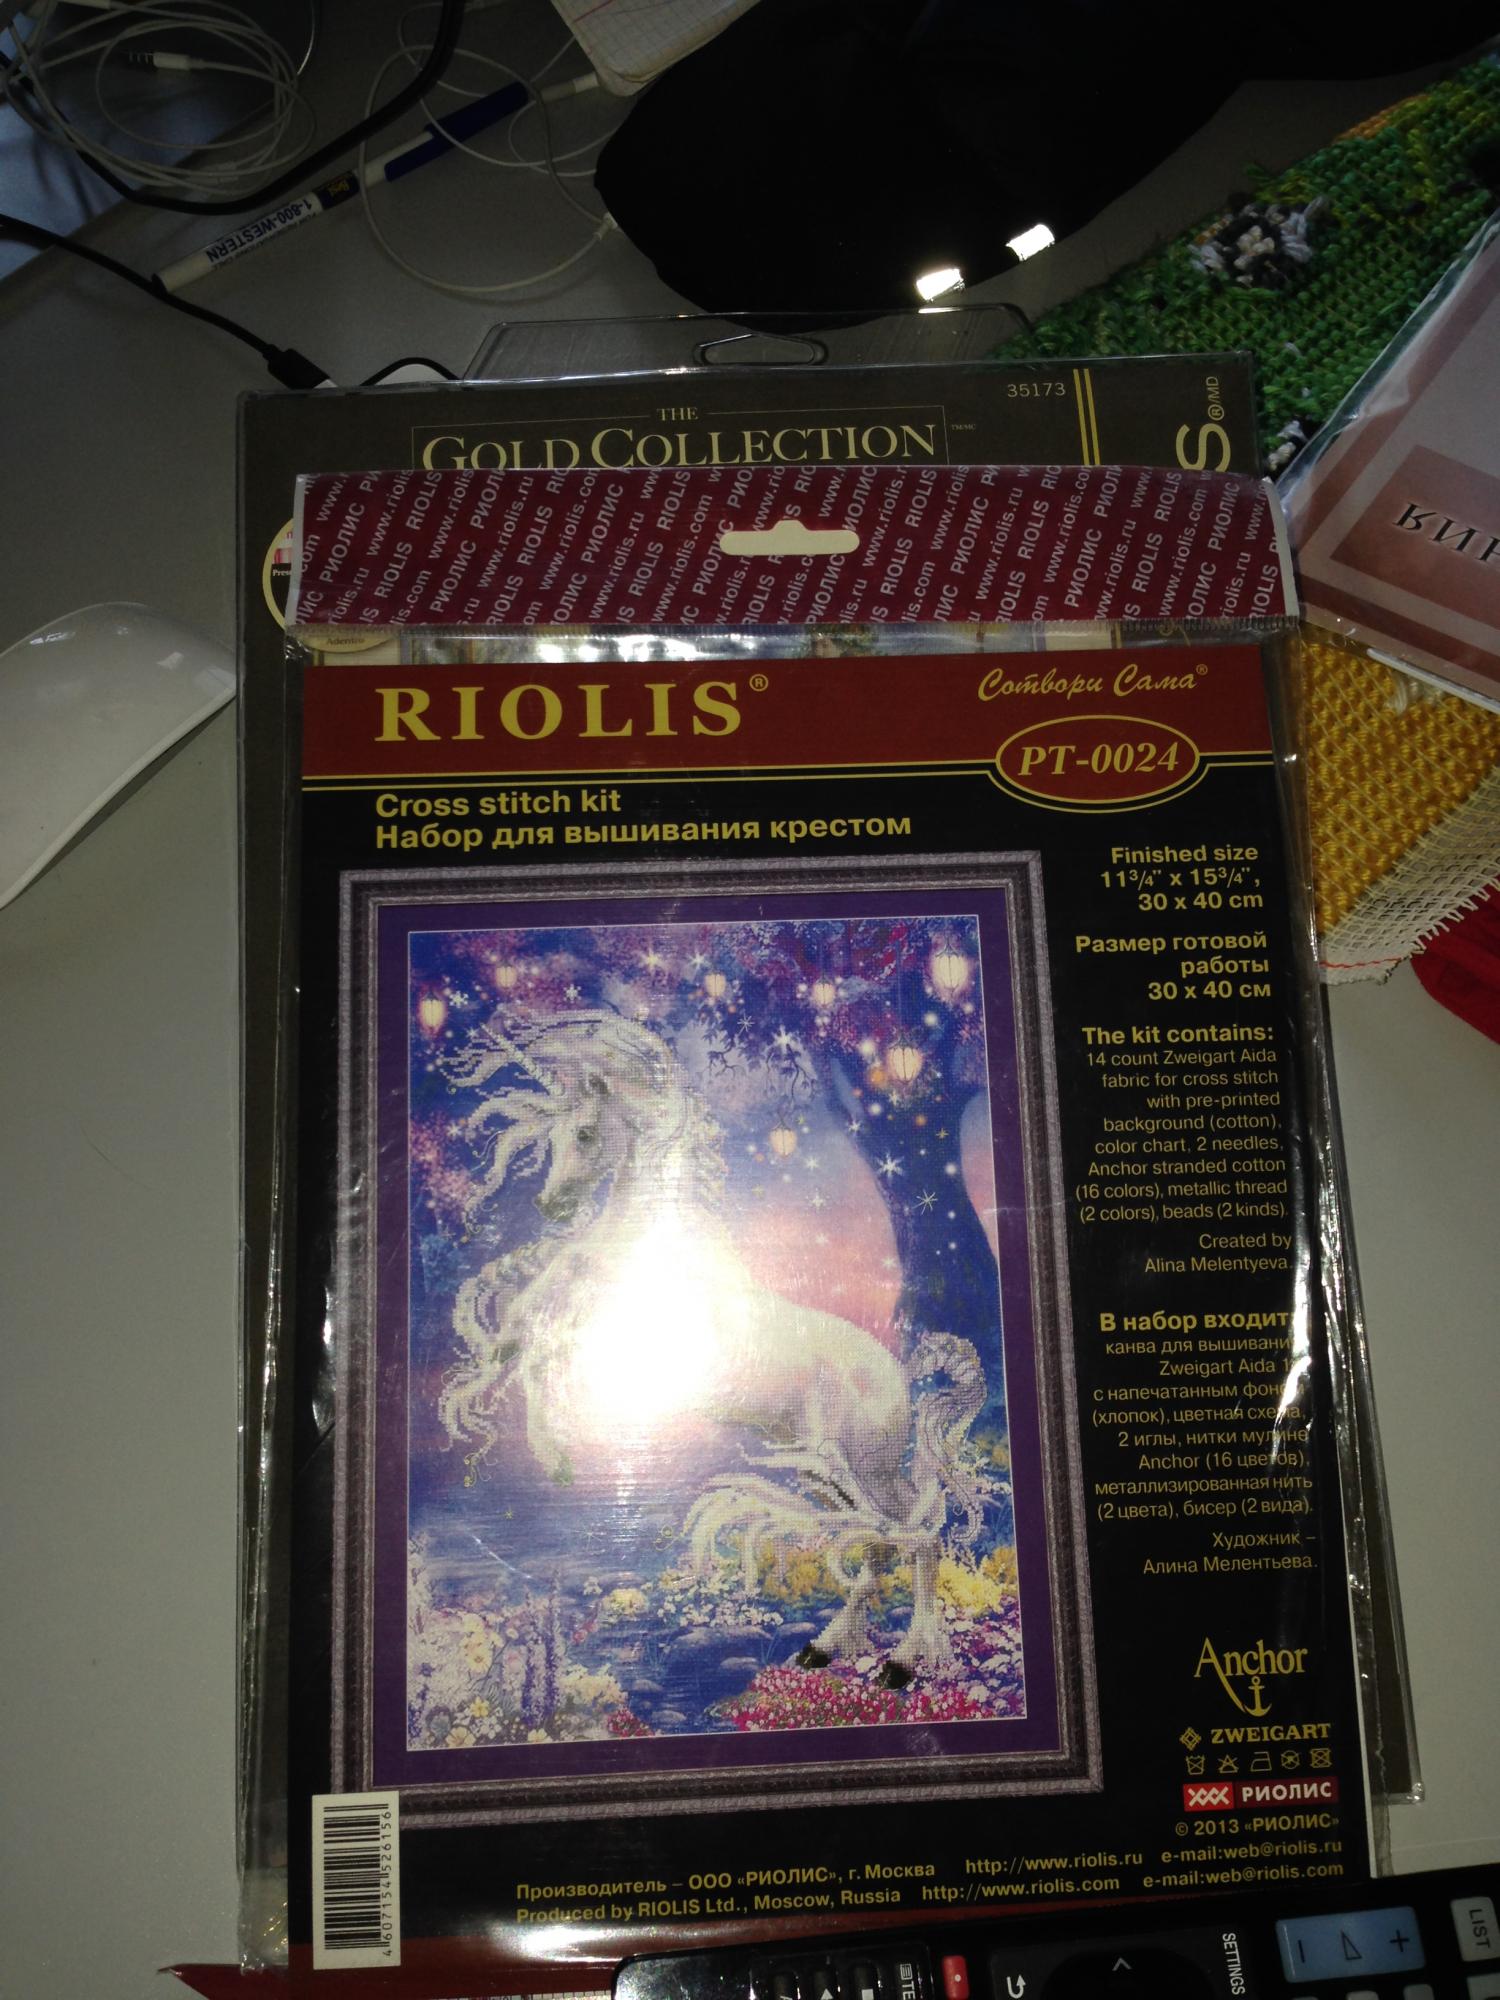 1-800-WESTERN
35173
THE
GOLD COLLECTION
S®/MD
RIOLIS®
Сотвори Сама®
PT-0024
Cross stitch kit
Набор для вышивания крестом
Finished size
11¾" x 15¾",
30 x 40 cm
Размер готовой
работы
30 x 40 см
The kit contains:
14 count Zweigart Aida
fabric for cross stitch
with pre-printed
background (cotton),
color chart, 2 needles,
Anchor stranded cotton
(16 colors), metallic thread
(2 colors), beads (2 kinds).
Created by
Alina Melentyeva.
В набор входит
канва для вышивани
Zweigart Aida
с напечатанным фоном
(хлопок), цветная схема,
2 иглы, нитки мулине
Anchor (16 цветов),
металлизированная нить
(2 цвета), бисер (2 вида).
Художник –
Алина Мелентьева.
Anchor
ZWEIGART
РИОЛИС
© 2013 «РИОЛИС»
Производитель – ООО «РИОЛИС», г. Москва http://www.riolis.ru e-mail:web@riolis.ru
Produced by RIOLIS Ltd., Moscow, Russia http://www.riolis.com e-mail:web@riolis.com
4607154526156
SETTINGS
LIST